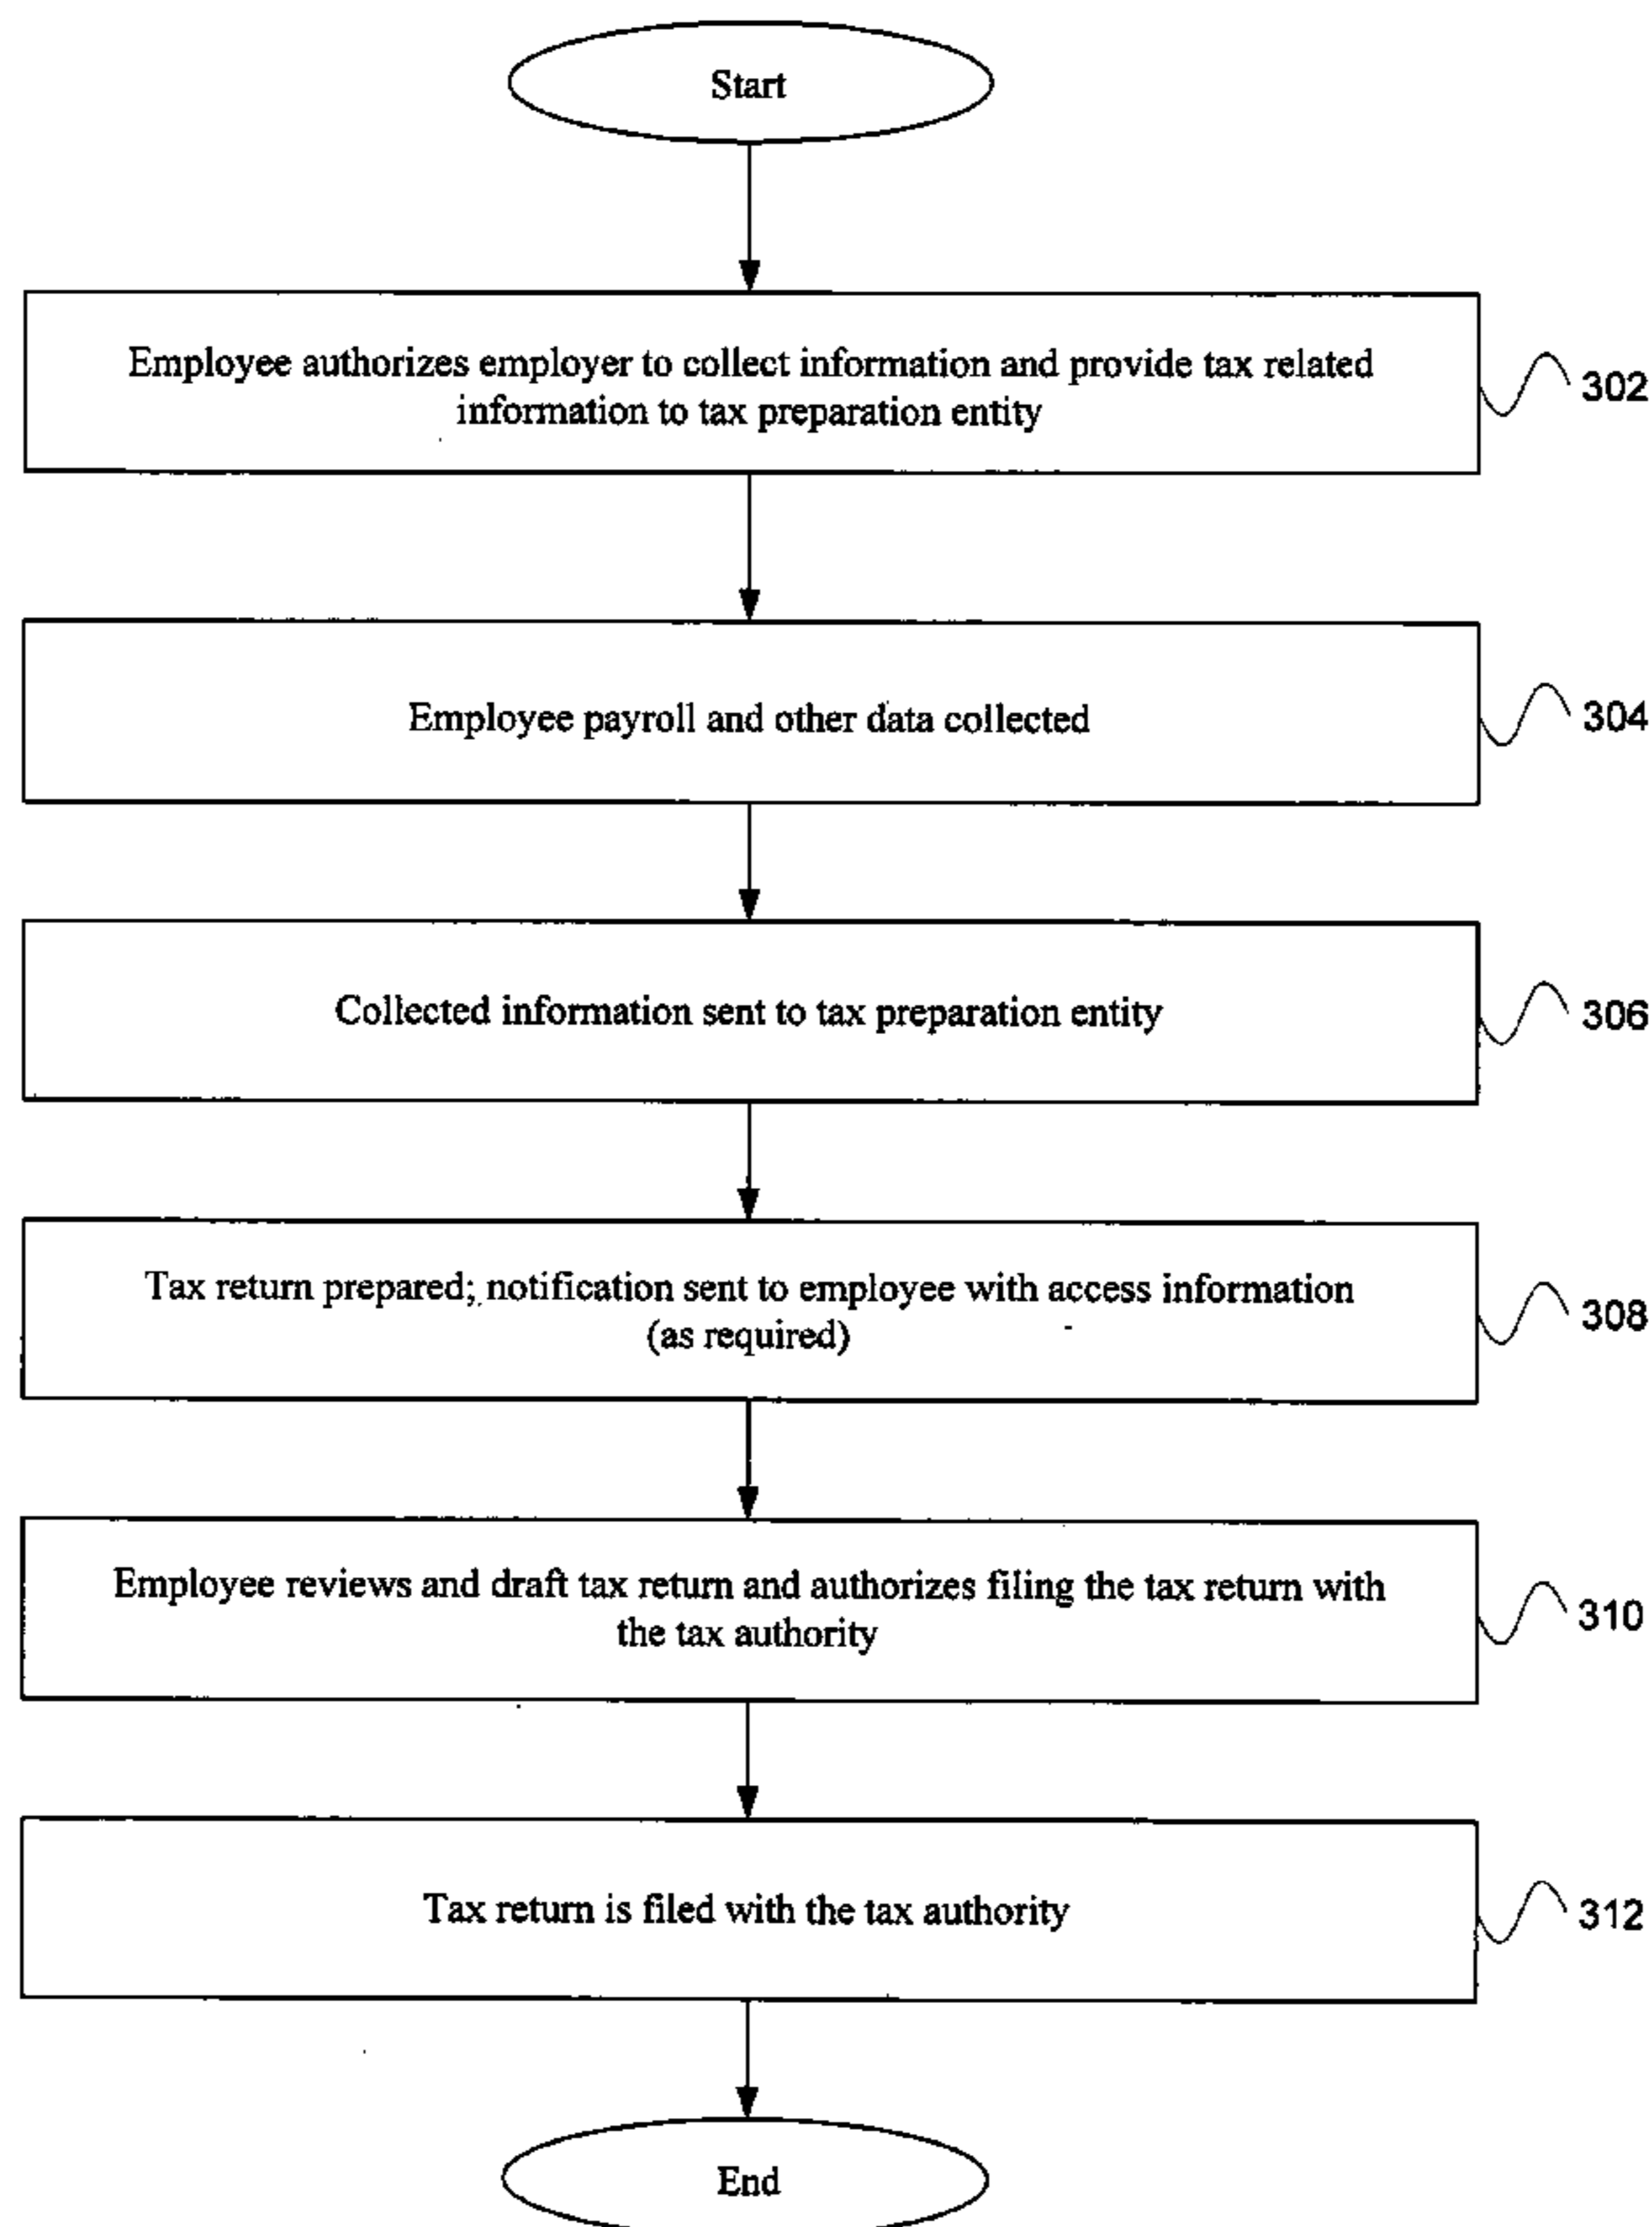 Start
Employee authorizes employer to collect information and provide tax related
information to tax preparation entity
302
Employee payroll and other data collected
304
Collected information sent to tax preparation entity
306
Tax return prepared; notification sent to employee with access information
(as required)
308
Employee reviews and draft tax return and authorizes filing the tax return with
the tax authority
310
Tax return is filed with the tax authority
312
End